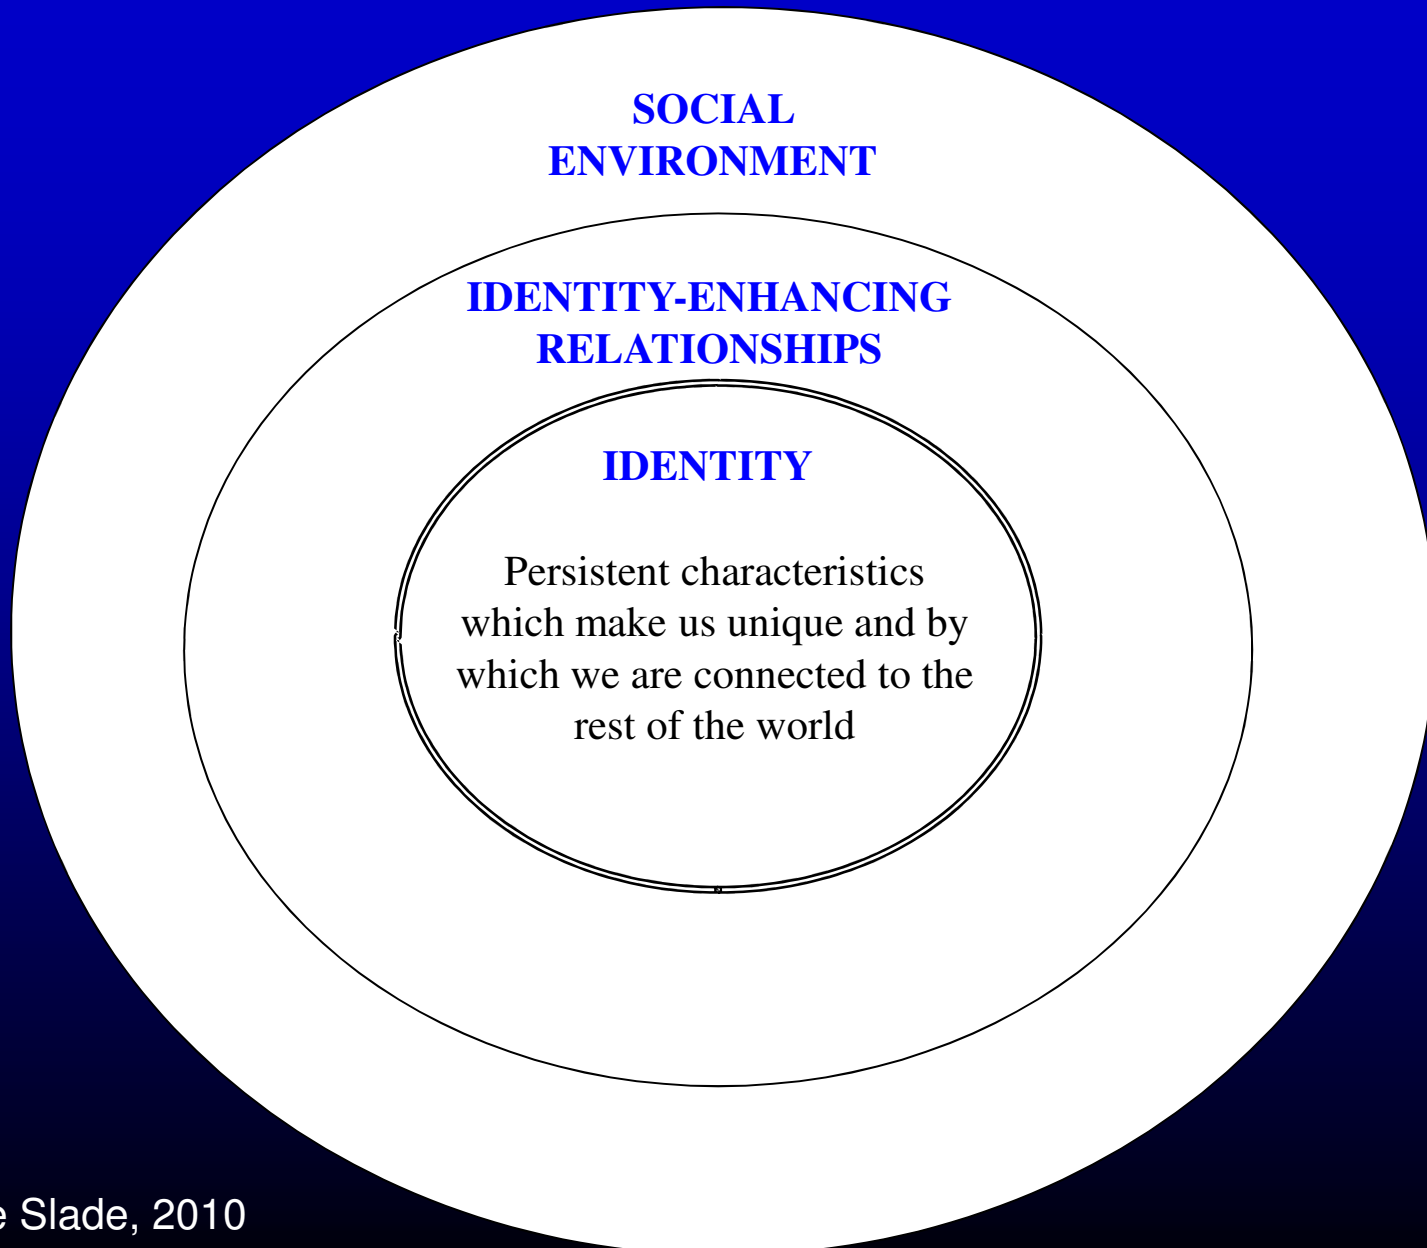 SOCIAL
ENVIRONMENT
IDENTITY-ENHANCING
RELATIONSHIPS
IDENTITY
Persistent characteristics
which make us unique and by
which we are connected to the
rest of the world
Slade, 2010